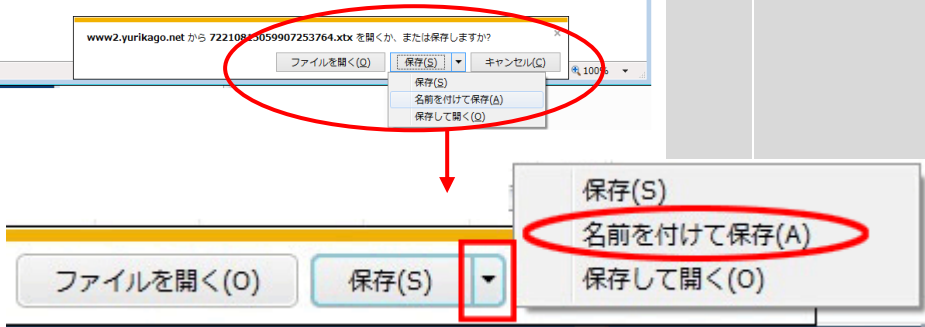 www2.yurikago.net から 72210815059907253764.xtx を開くか、または保存しますか?
×
ファイルを開く(O) 保存(S) ▼ キャンセル(C)
100% ▼
保存(S)
名前を付けて保存(A)
保存して開く(O)
保存(S)
名前を付けて保存(A)
保存して開く(O)
ファイルを開く(O) 保存(S) ▼